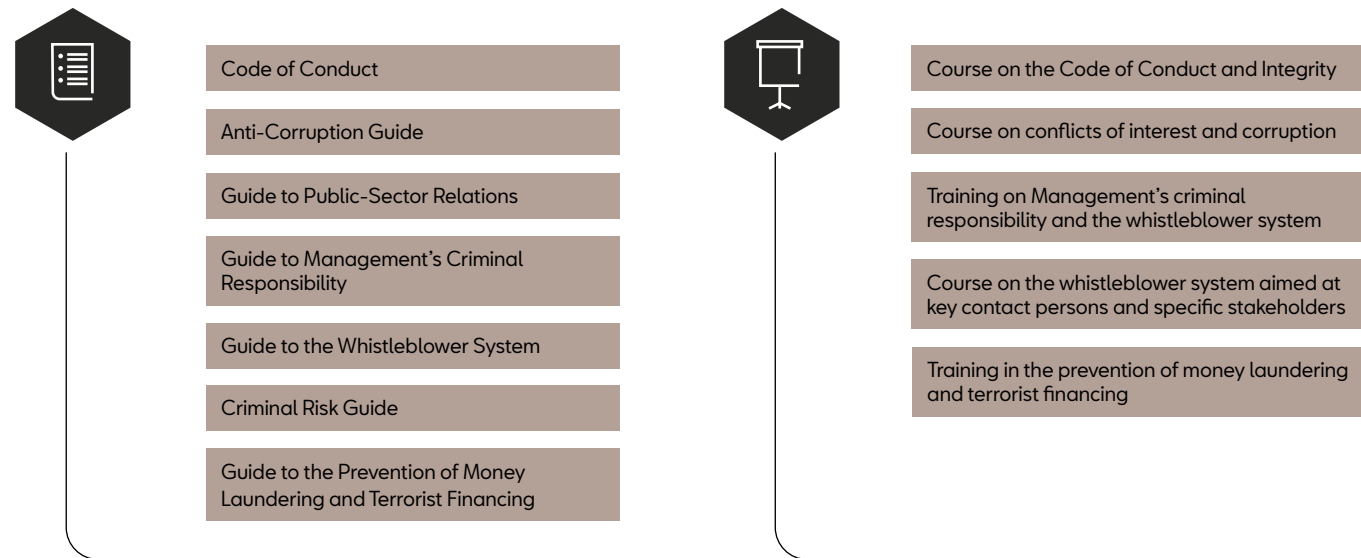 Code of Conduct
Anti-Corruption Guide
Guide to Public-Sector Relations
Guide to Management’s Criminal
Responsibility
Guide to the Whistleblower System
Criminal Risk Guide
Guide to the Prevention of Money
Laundering and Terrorist Financing
Course on the Code of Conduct and Integrity
Course on conflicts of interest and corruption
Training on Management’s criminal
responsibility and the whistleblower system
Course on the whistleblower system aimed at
key contact persons and specific stakeholders
Training in the prevention of money laundering
and terrorist financing